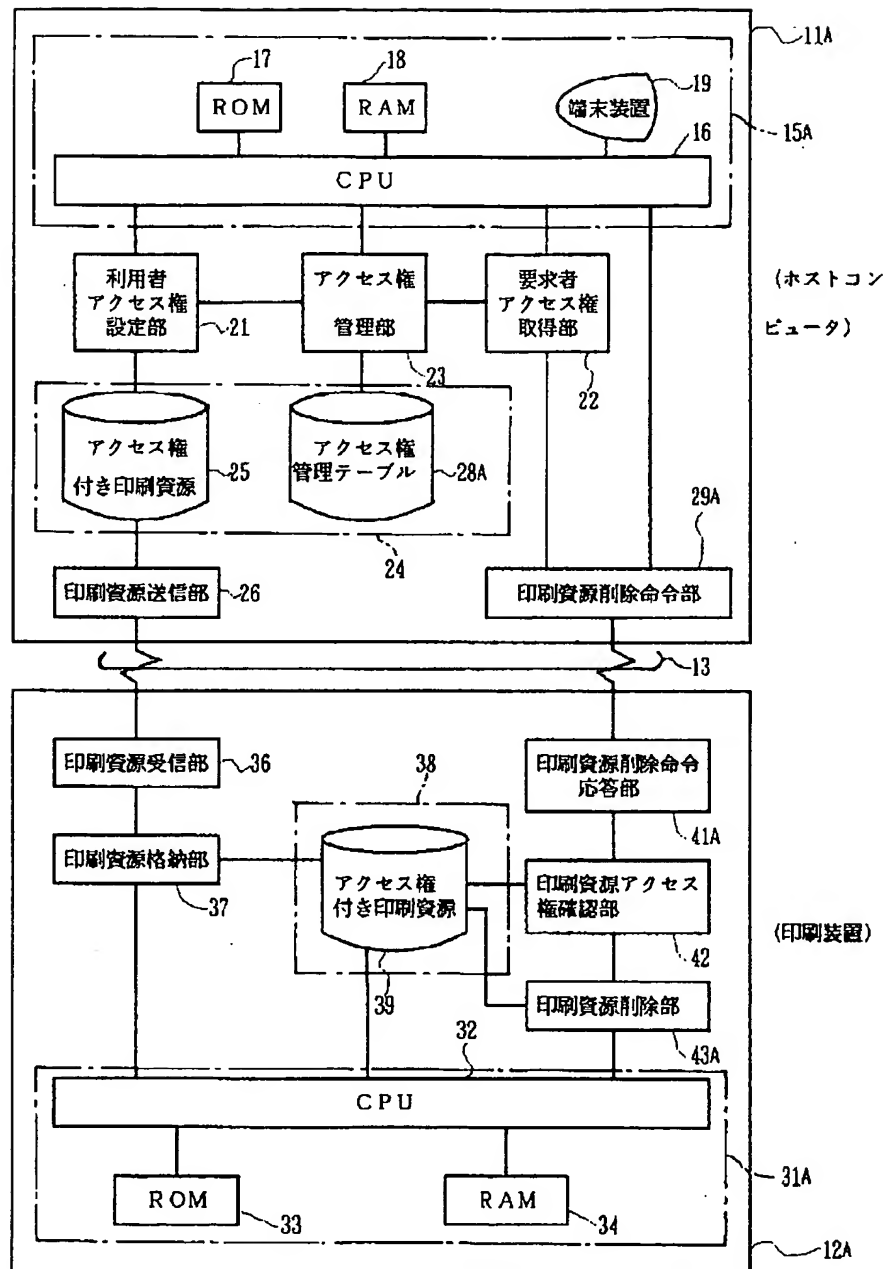 11A
17
18
19
ROM
RAM
端末装置
15A
16
CPU
利用者
アクセス権
設定部
21
アクセス権
管理部
23
要求者
アクセス権
取得部
22
(ホストコン
ピュータ)
アクセス権
付き印刷資源
25
アクセス権
管理テーブル
28A
24
29A
印刷資源送信部
26
印刷資源削除命令部
13
印刷資源受信部
36
38
印刷資源削除命令
応答部
41A
印刷資源格納部
37
アクセス権
付き印刷資源
39
印刷資源アクセス
権確認部
42
(印刷装置)
印刷資源削除部
43A
32
CPU
31A
ROM
33
RAM
34
12A